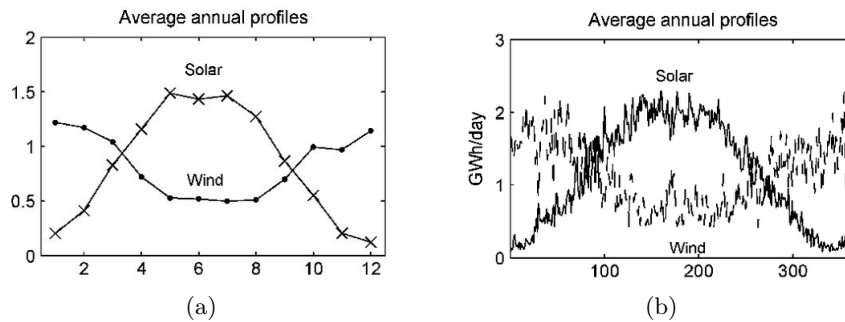 Average annual profiles
2
1.5
1
0.5
0
Solar
Wind
2 4 6 8 10 12
(a)
Average annual profiles
GWh/day
3
2
1
0
Solar
Wind
100 200 300
(b)